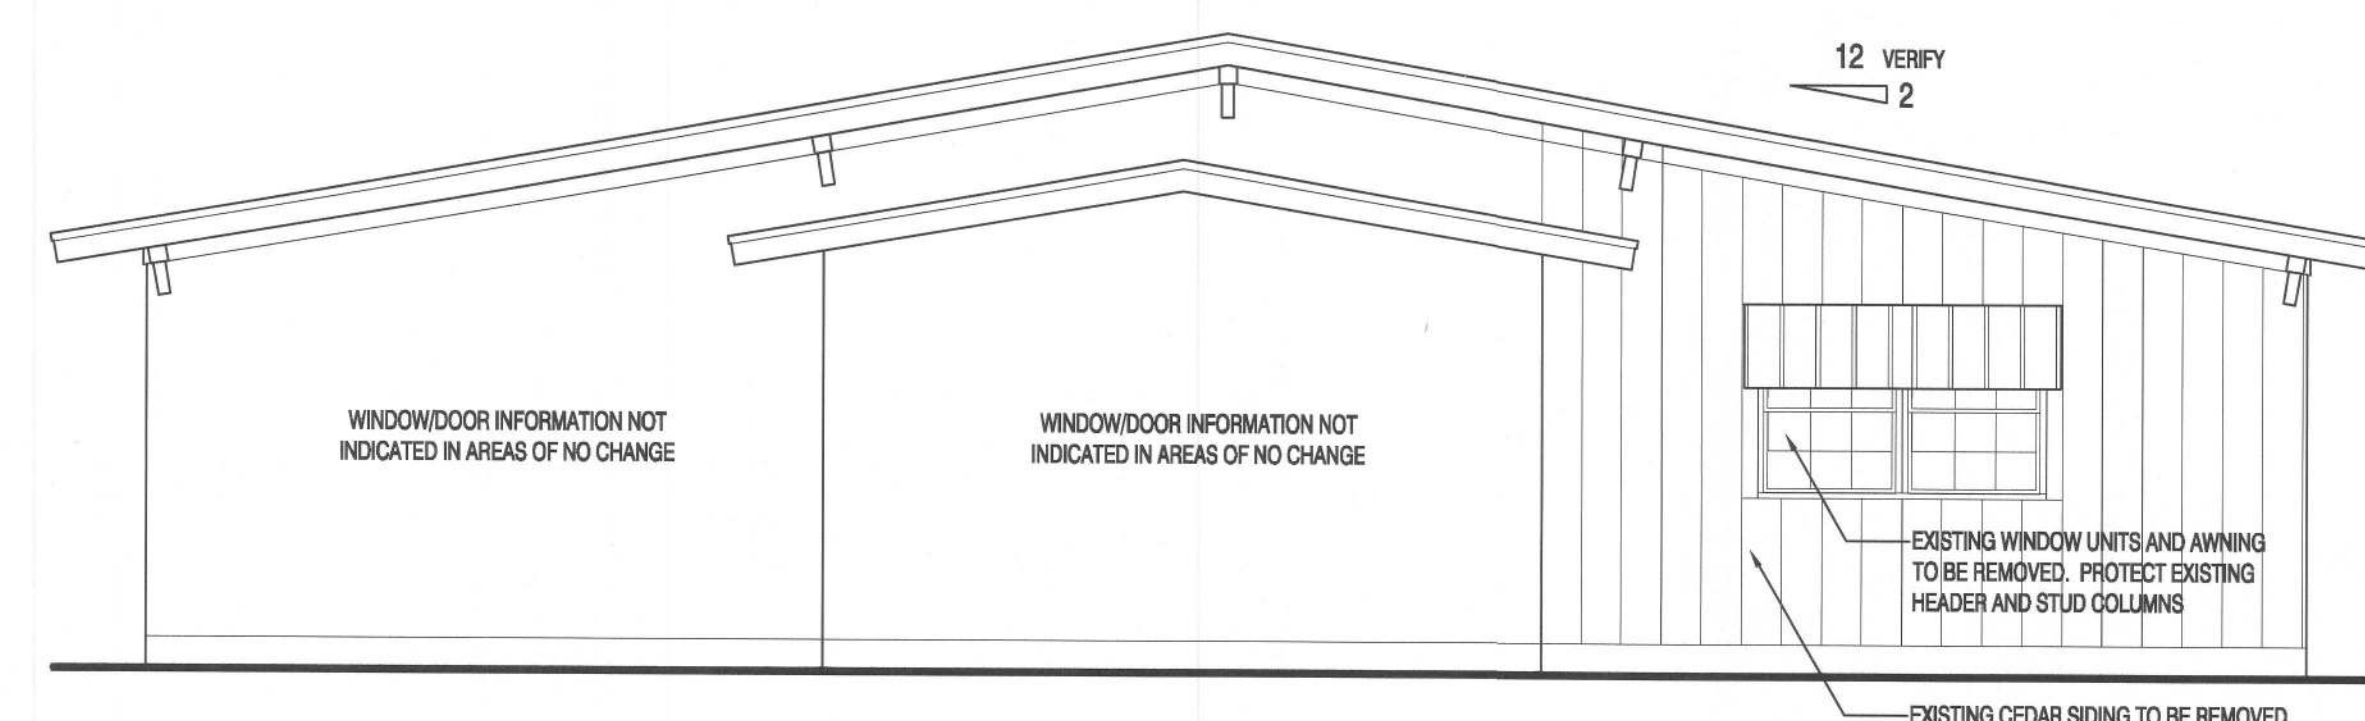 12 VERIFY
2
WINDOW/DOOR INFORMATION NOT
INDICATED IN AREAS OF NO CHANGE
WINDOW/DOOR INFORMATION NOT
INDICATED IN AREAS OF NO CHANGE
EXISTING WINDOW UNITS AND AWNING
TO BE REMOVED. PROTECT EXISTING
HEADER AND STUD COLUMNS
EXISTING CEDAR SIDING TO BE REMOVED